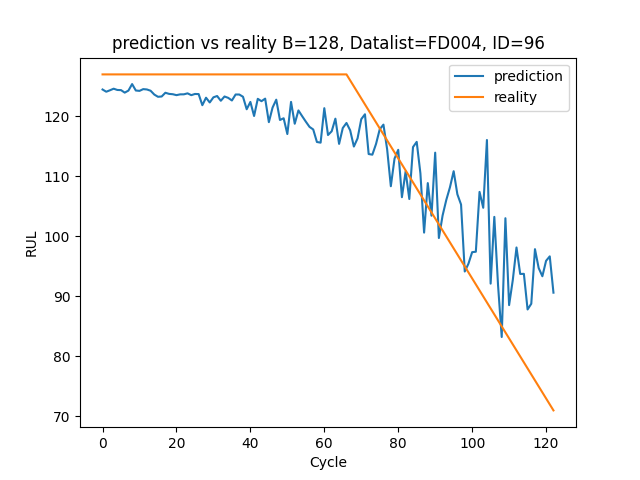 prediction vs reality B=128, Datalist=FD004, ID=96
prediction
reality
RUL
120
110
100
90
80
70
0 20 40 60 80 100 120
Cycle